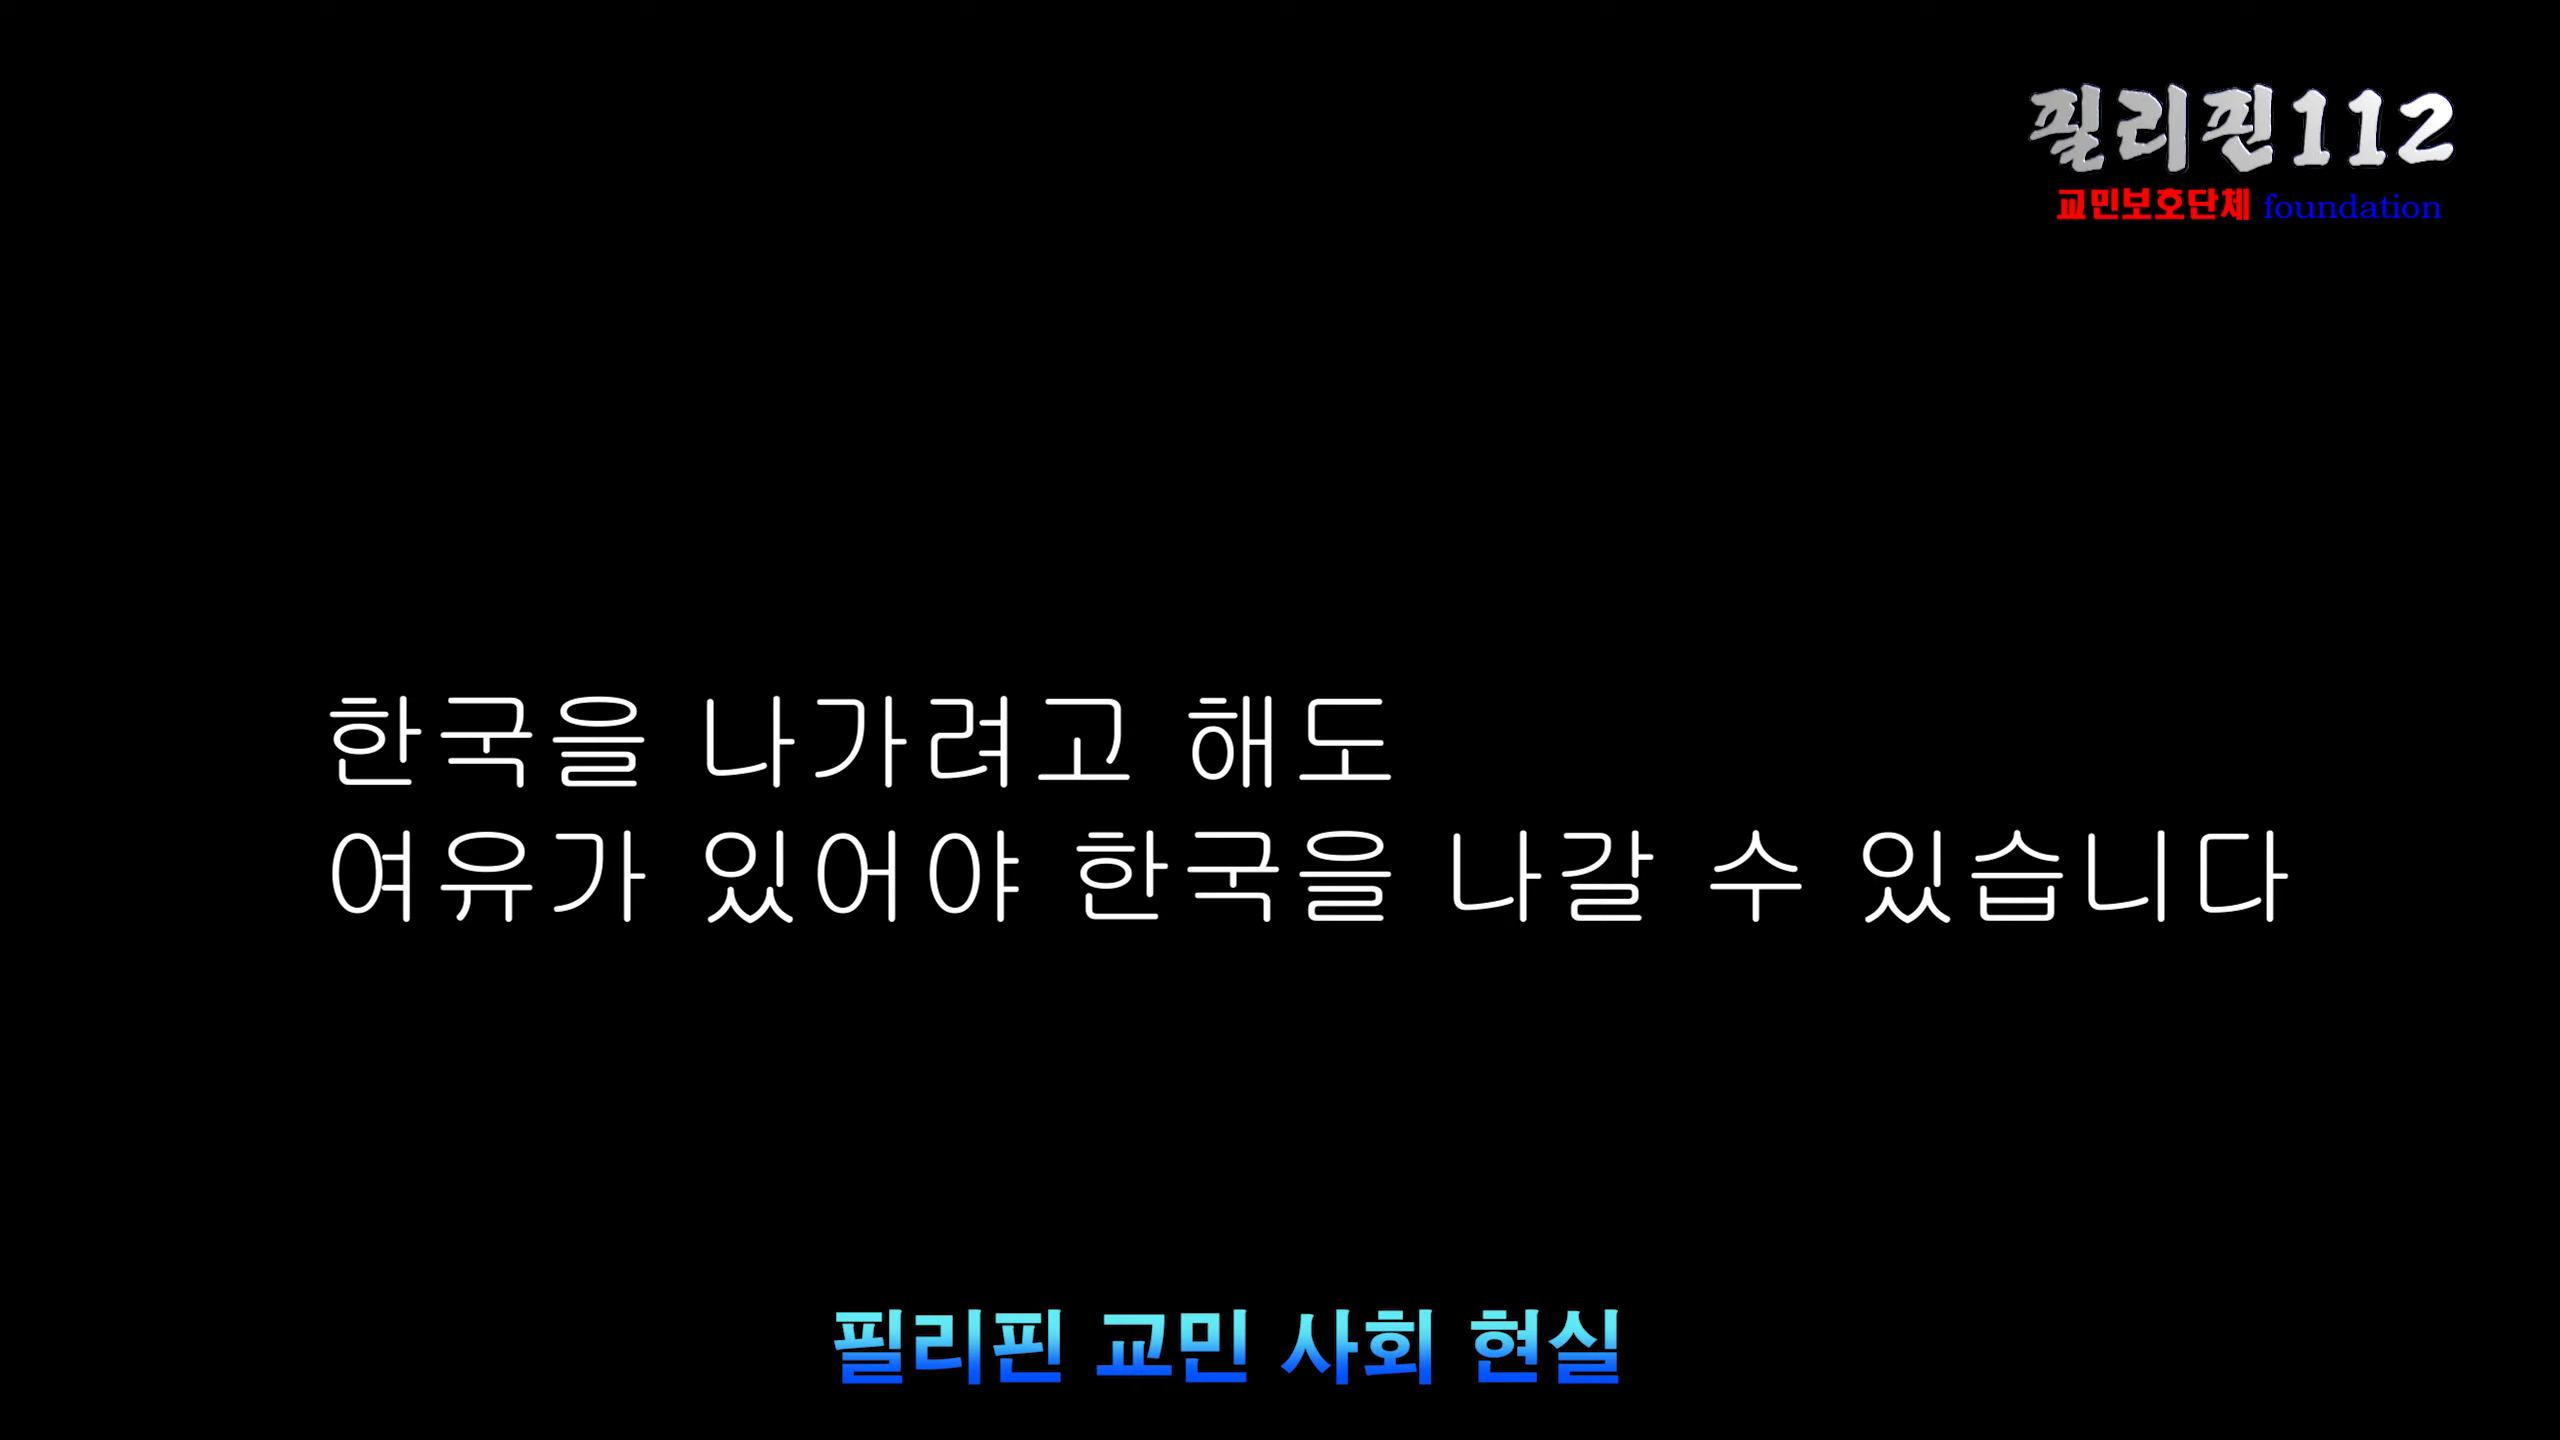 필리핀112
교민보호단체 foundation
한국을 나가려고 해도
여유가 있어야 한국을 나갈 수 있습니다
필리핀 교민 사회 현실